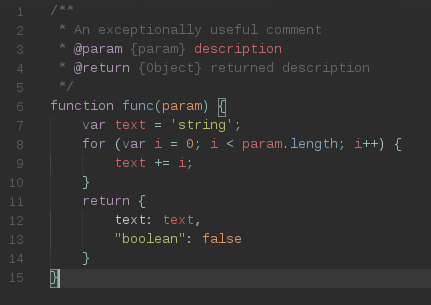 1 /**
2  * An exceptionally useful comment
3  * @param {param} description
4  * @return {Object} returned description
5  */
6 function func(param) {
7     var text = 'string';
8     for (var i = 0; i < param.length; i++) {
9         text += i;
10     }
11     return {
12         text: text,
13         "boolean": false
14     }
15 }